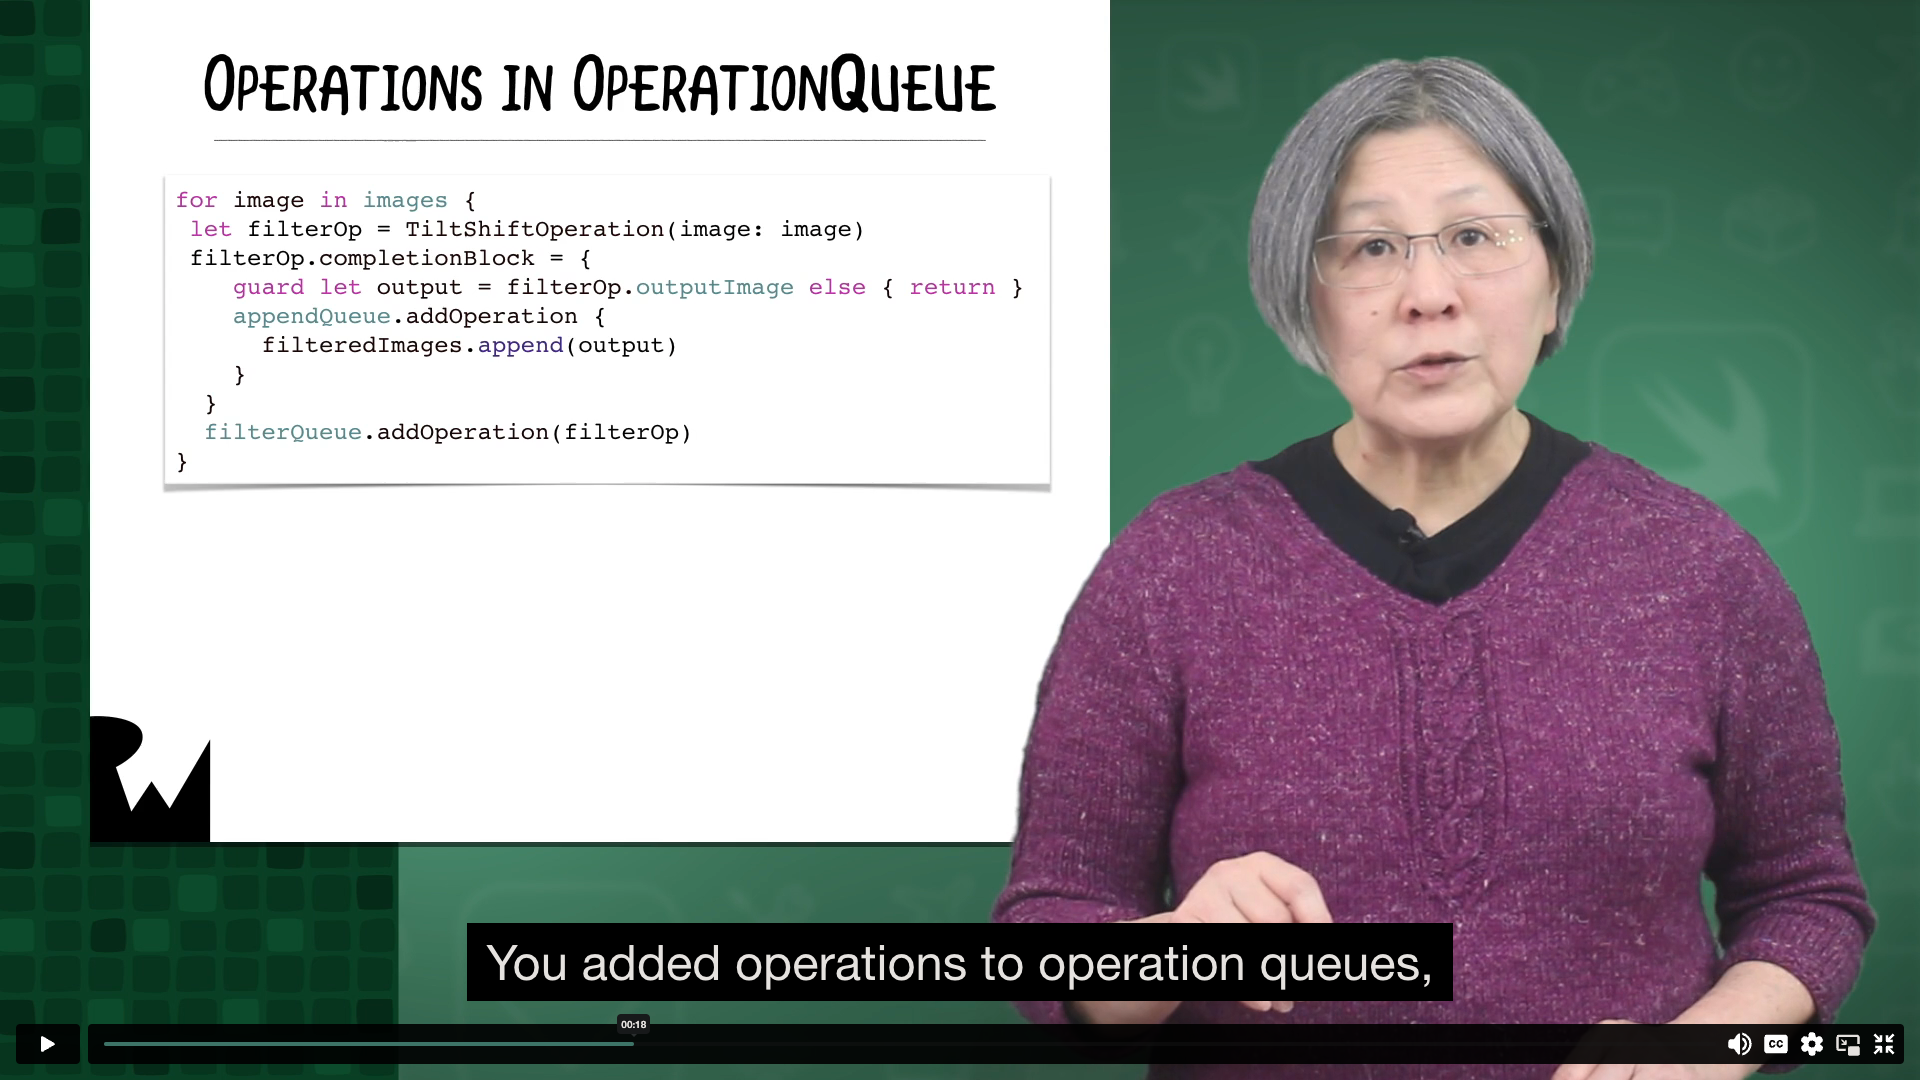 OPERATIONS IN OPERATIONQUEUE
for image in images {
 let filterOp = TiltShiftOperation(image: image)
 filterOp.completionBlock = {
    guard let output = filterOp.outputImage else { return }
    appendQueue.addOperation {
      filteredImages.append(output)
    }
  }
  filterQueue.addOperation(filterOp)
}
RW
You added operations to operation queues,
00:18
CC